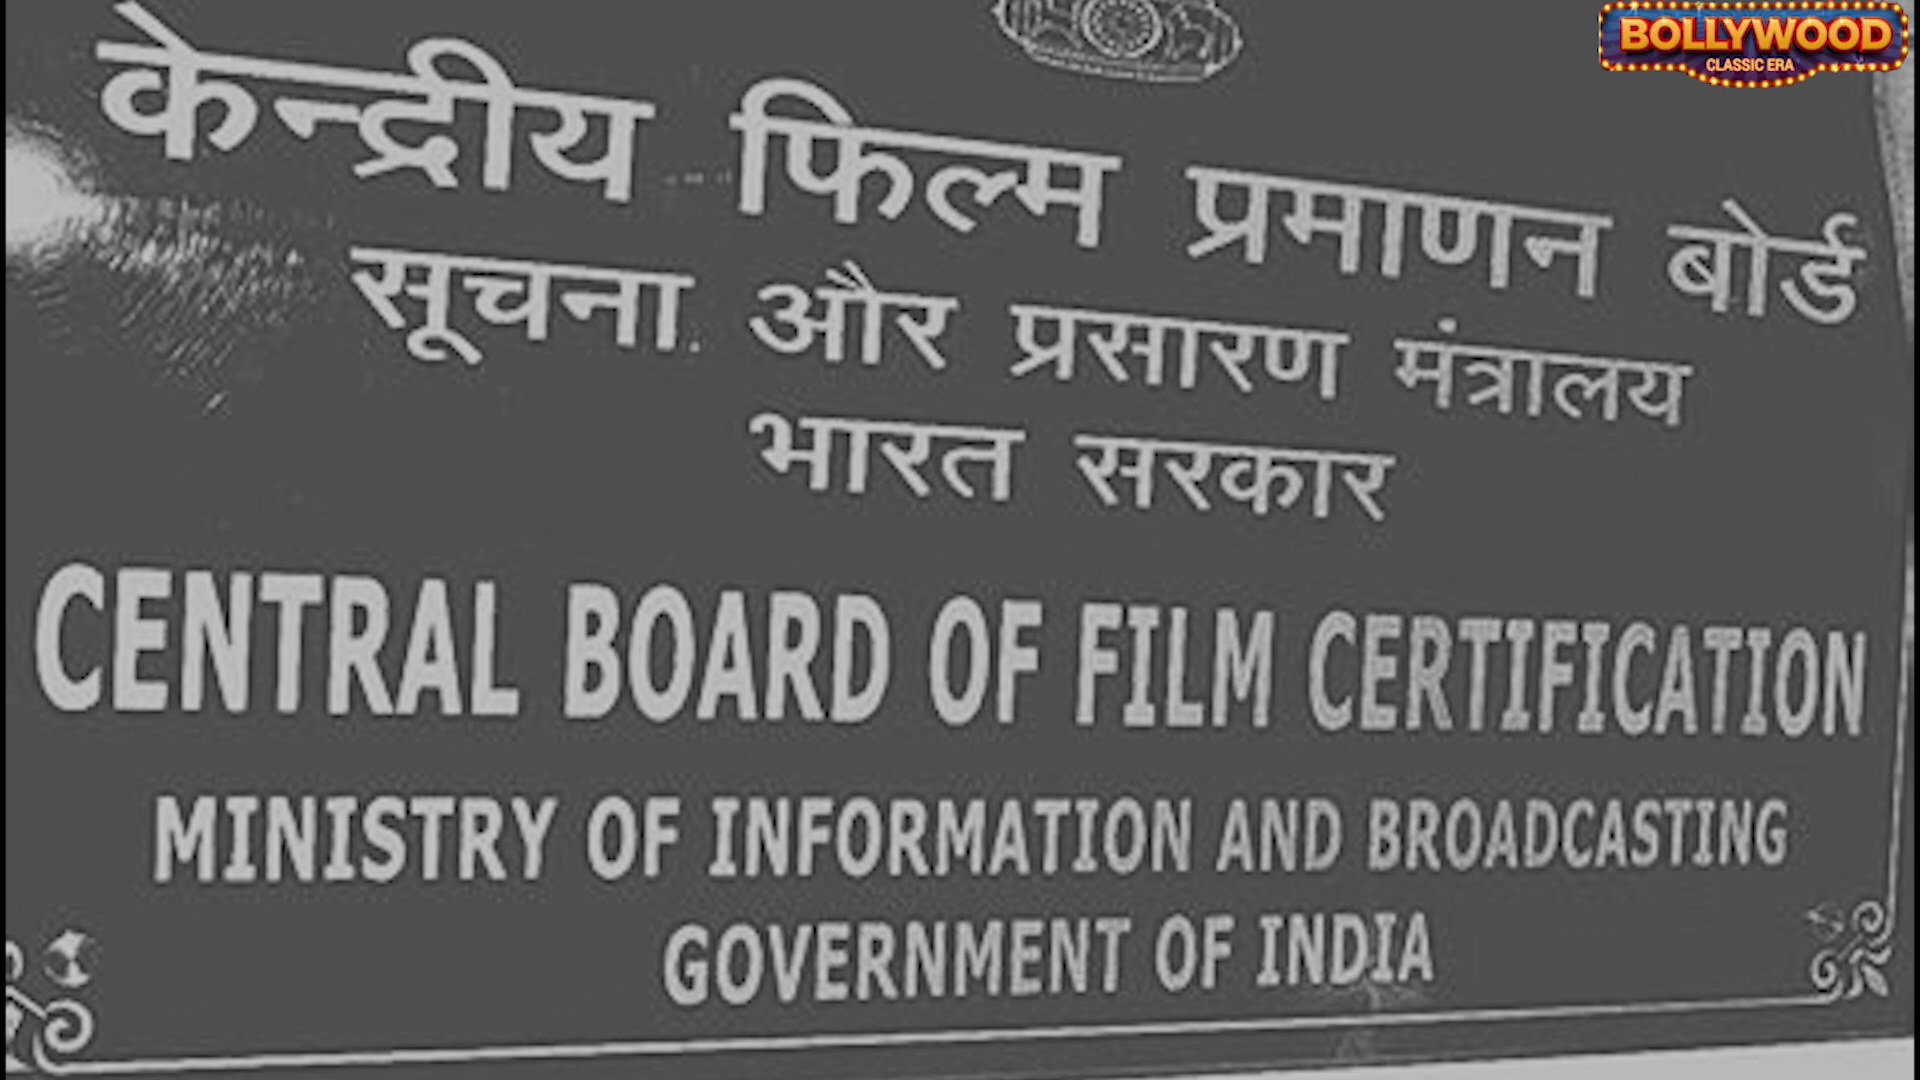 BOLLYWOOD
CLASSIC ERA
केन्द्रीय फिल्म प्रमाणन बोर्ड
सूचना और प्रसारण मंत्रालय
भारत सरकार
CENTRAL BOARD OF FILM CERTIFICATION
MINISTRY OF INFORMATION AND BROADCASTING
GOVERNMENT OF INDIA